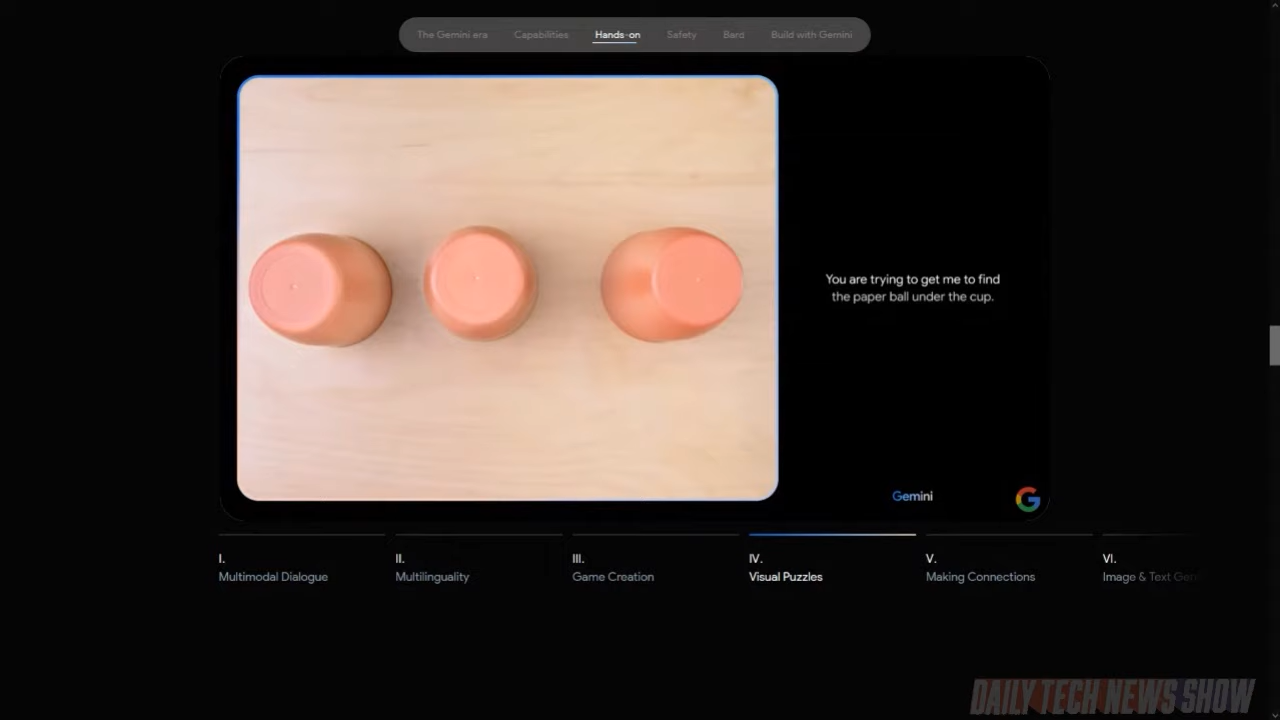 The Gemini era
Capabilities
Hands-on
Safety
Bard
Build with Gemini
You are trying to get me to find
the paper ball under the cup.
Gemini
G
I.
Multimodal Dialogue
II.
Multilinguality
III.
Game Creation
IV.
Visual Puzzles
V.
Making Connections
VI.
Image & Text
DAILY TECH NEWS SHOW